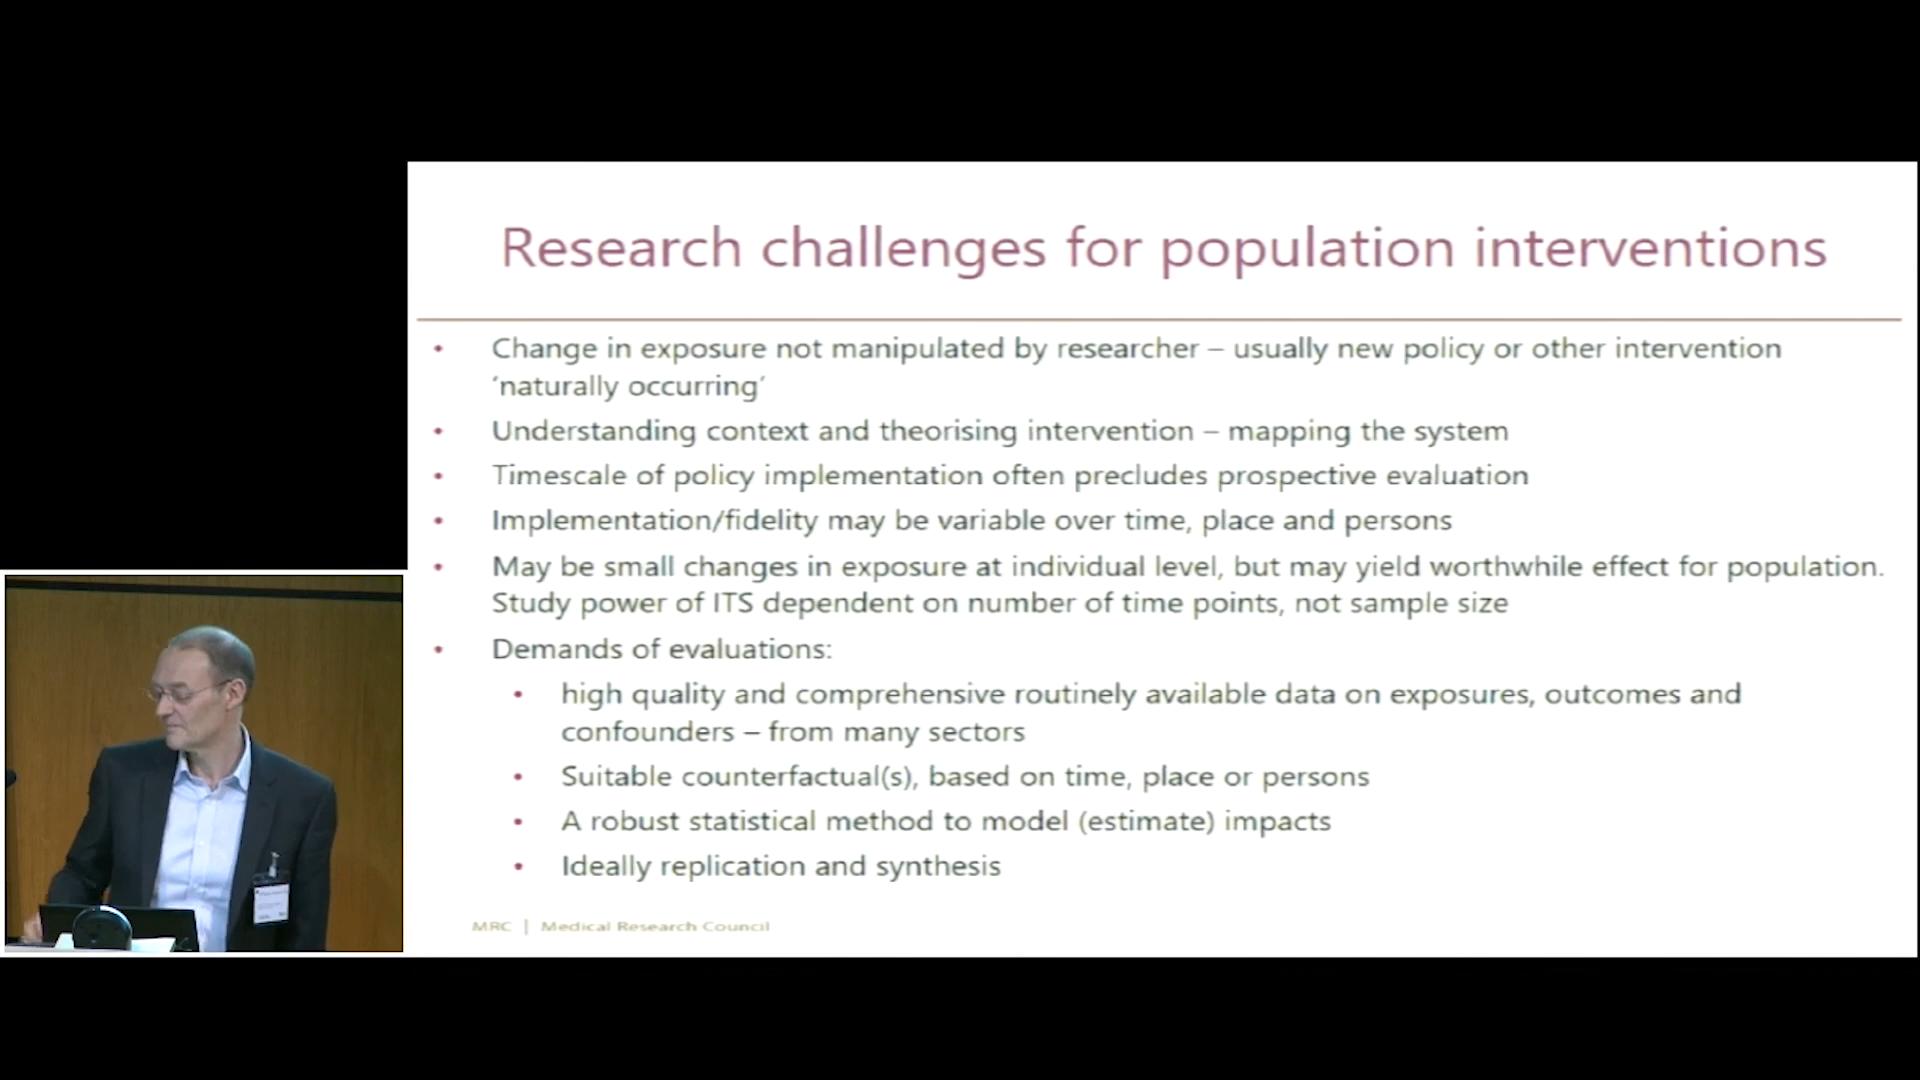 Research challenges for population interventions
• Change in exposure not manipulated by researcher – usually new policy or other intervention
‘naturally occurring’
• Understanding context and theorising intervention – mapping the system
• Timescale of policy implementation often precludes prospective evaluation
• Implementation/fidelity may be variable over time, place and persons
• May be small changes in exposure at individual level, but may yield worthwhile effect for population.
Study power of ITS dependent on number of time points, not sample size
• Demands of evaluations:
• high quality and comprehensive routinely available data on exposures, outcomes and
confounders – from many sectors
• Suitable counterfactual(s), based on time, place or persons
• A robust statistical method to model (estimate) impacts
• Ideally replication and synthesis
MRC | Medical Research Council